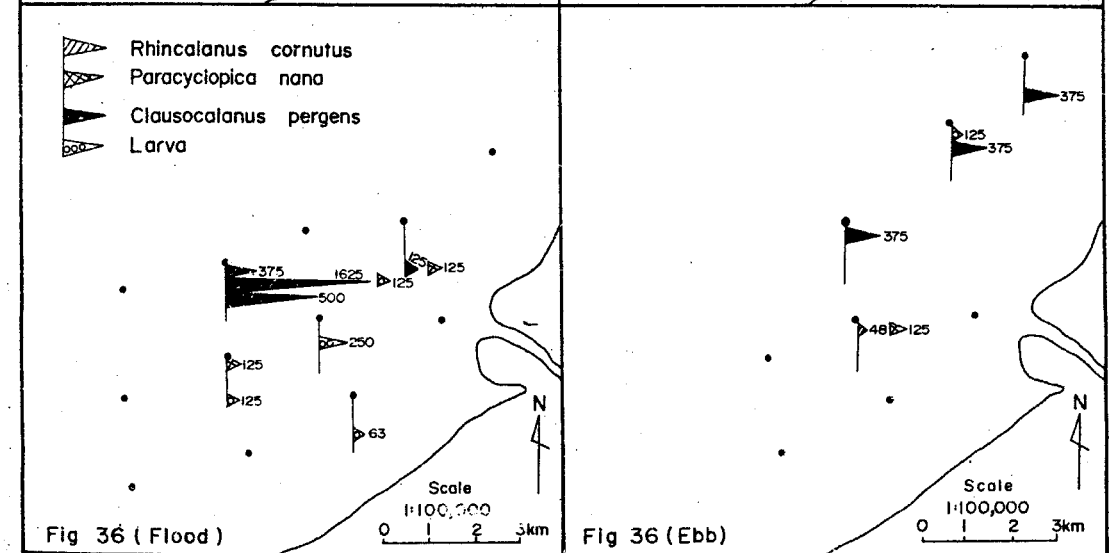 Rhincalanus cornutus
Paracyclopica nana
Clausocalanus pergens
Larva
375
1625
500
125
125
125
250
125
125
63
N
Scale
1:100,000
0 1 2 3km
Fig 36 (Flood)
375
125
375
375
48
125
N
Scale
1:100,000
0 1 2 3km
Fig 36 (Ebb)